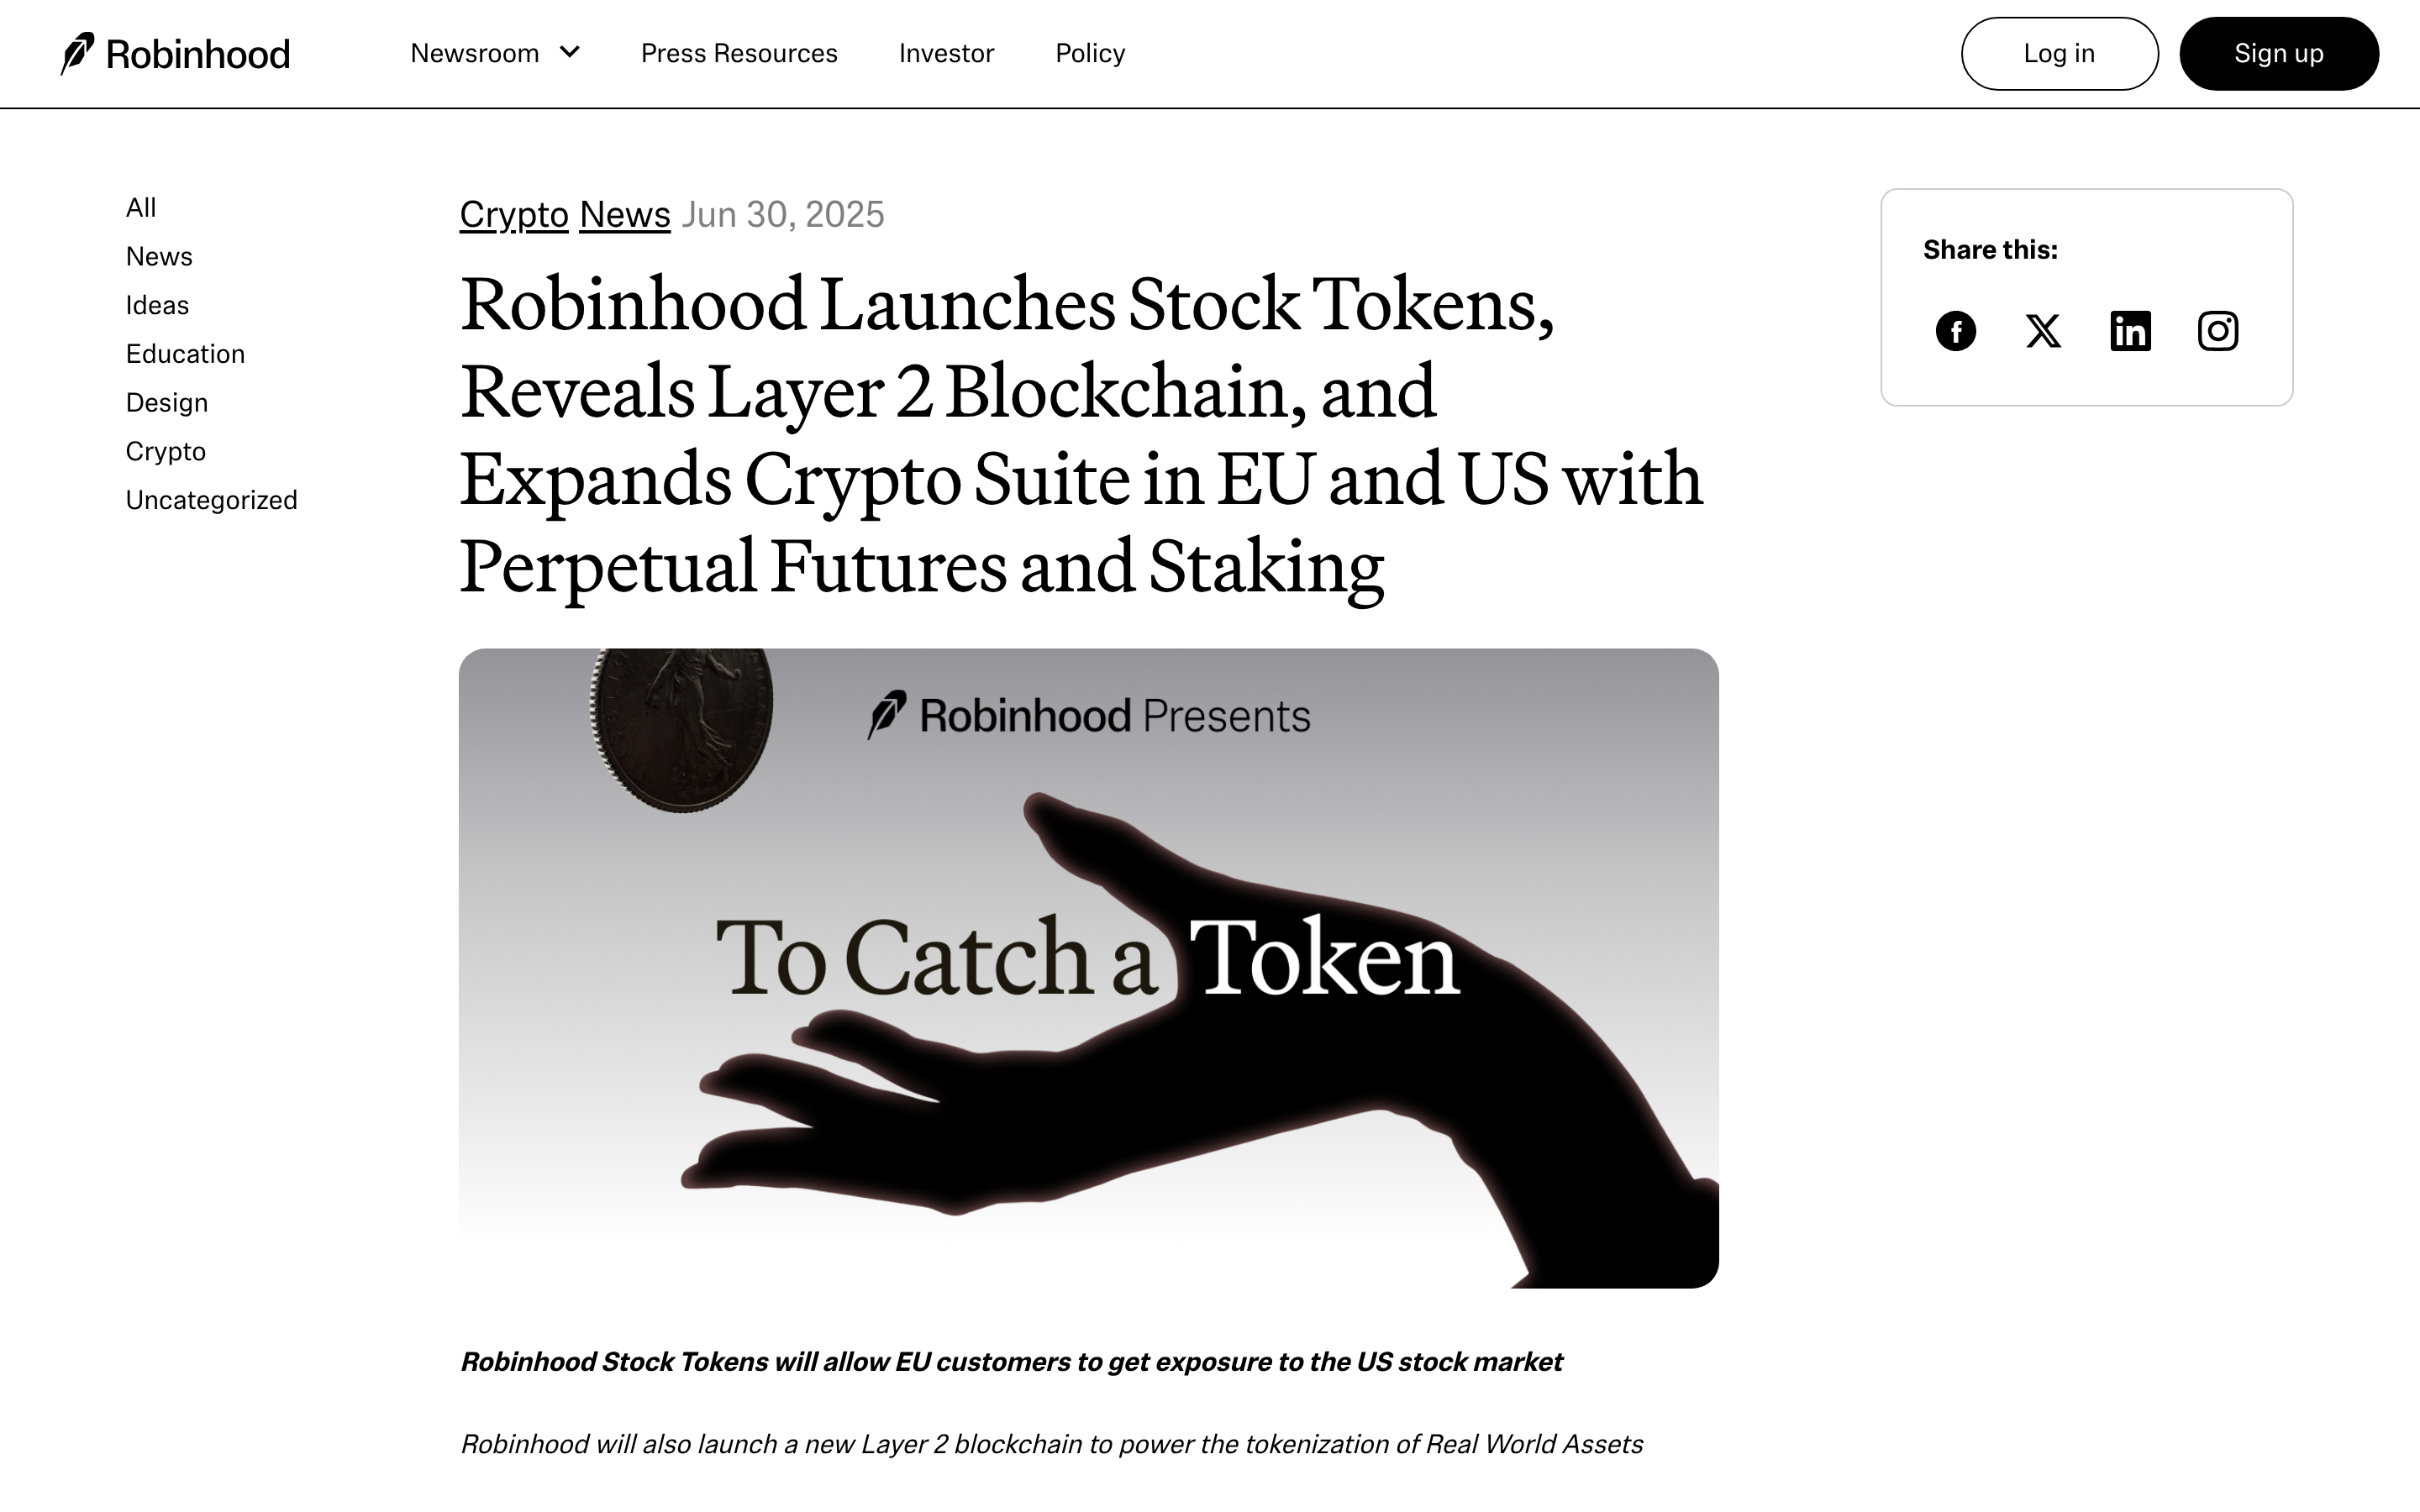 Robinhood
Newsroom
Press Resources
Investor
Policy
Log in
Sign up
All
News
Ideas
Education
Design
Crypto
Uncategorized
Crypto News Jun 30, 2025
Robinhood Launches Stock Tokens,
Reveals Layer 2 Blockchain, and
Expands Crypto Suite in EU and US with
Perpetual Futures and Staking
Share this:
Robinhood Presents
To Catch a Token
Robinhood Stock Tokens will allow EU customers to get exposure to the US stock market
Robinhood will also launch a new Layer 2 blockchain to power the tokenization of Real World Assets